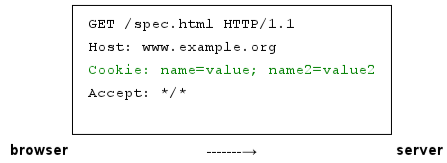 GET /spec.html HTTP/1.1
Host: www.example.org
Cookie: name=value; name2=value2
Accept: */*
browser -------→ server